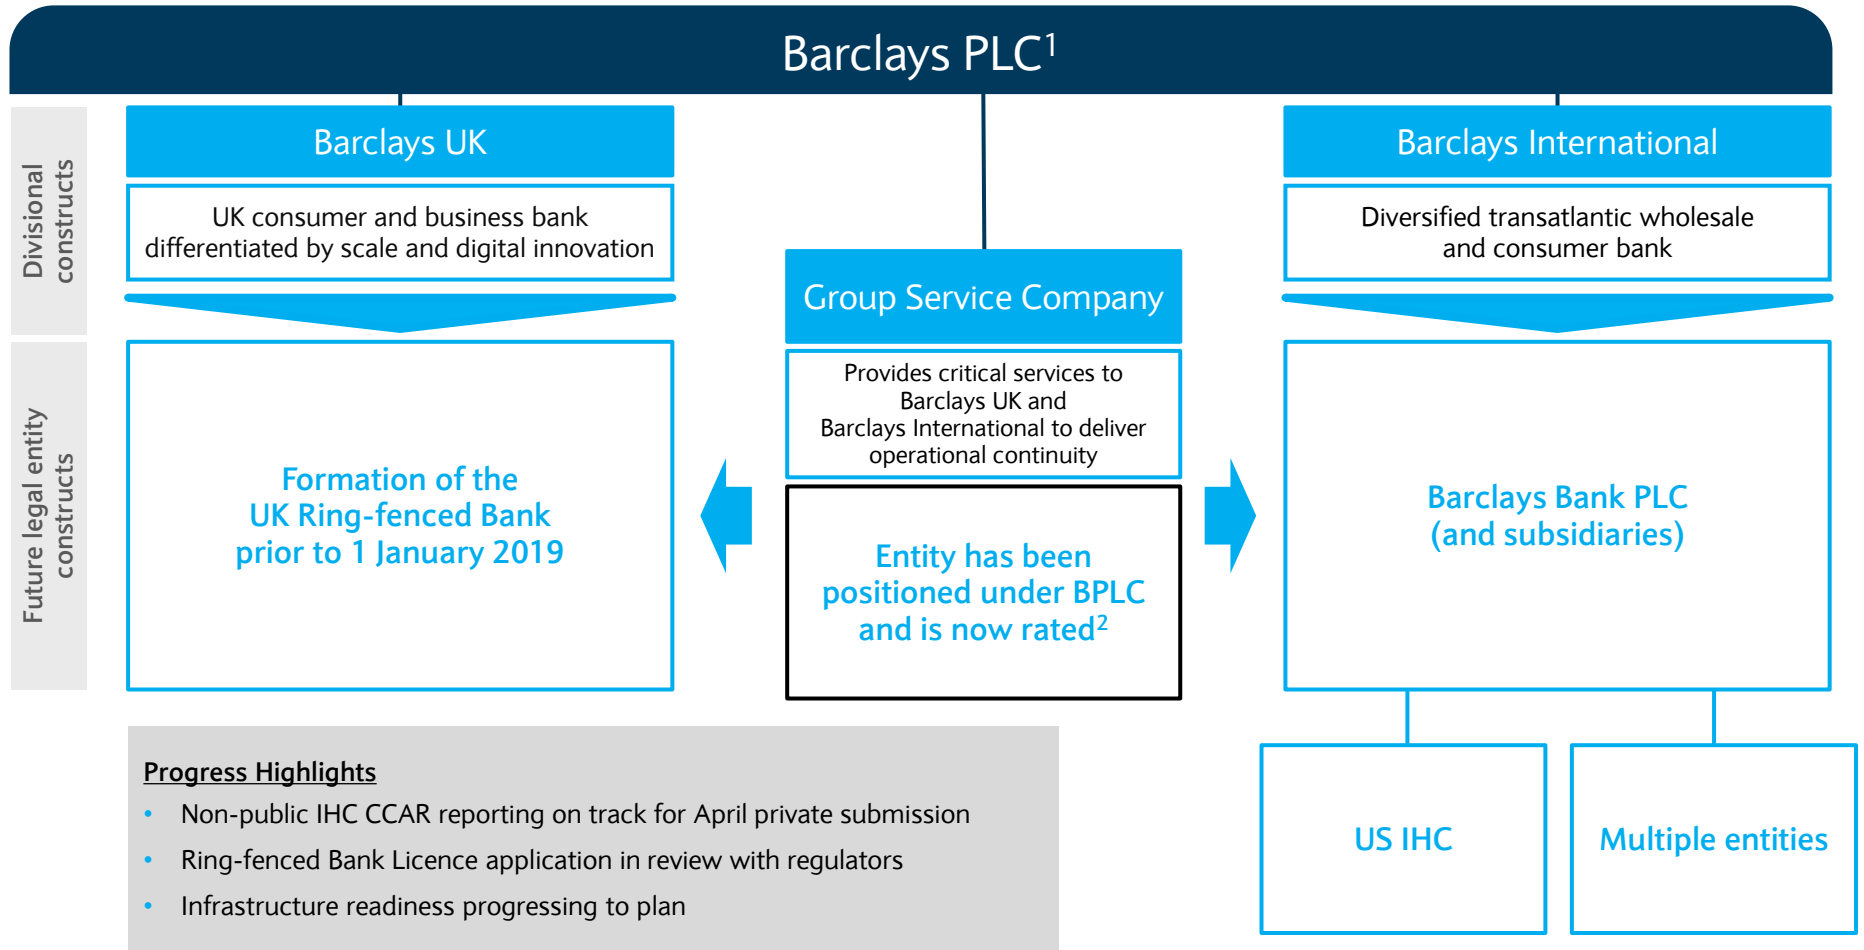 Barclays PLC¹
Divisional
constructs
Barclays UK
UK consumer and business bank
differentiated by scale and digital innovation
Barclays International
Diversified transatlantic wholesale
and consumer bank
Group Service Company
Provides critical services to
Barclays UK and
Barclays International to deliver
operational continuity
Future legal entity
constructs
Formation of the
UK Ring-fenced Bank
prior to 1 January 2019
Entity has been
positioned under BPLC
and is now rated²
Barclays Bank PLC
(and subsidiaries)
US IHC
Multiple entities
Progress Highlights
• Non-public IHC CCAR reporting on track for April private submission
• Ring-fenced Bank Licence application in review with regulators
• Infrastructure readiness progressing to plan